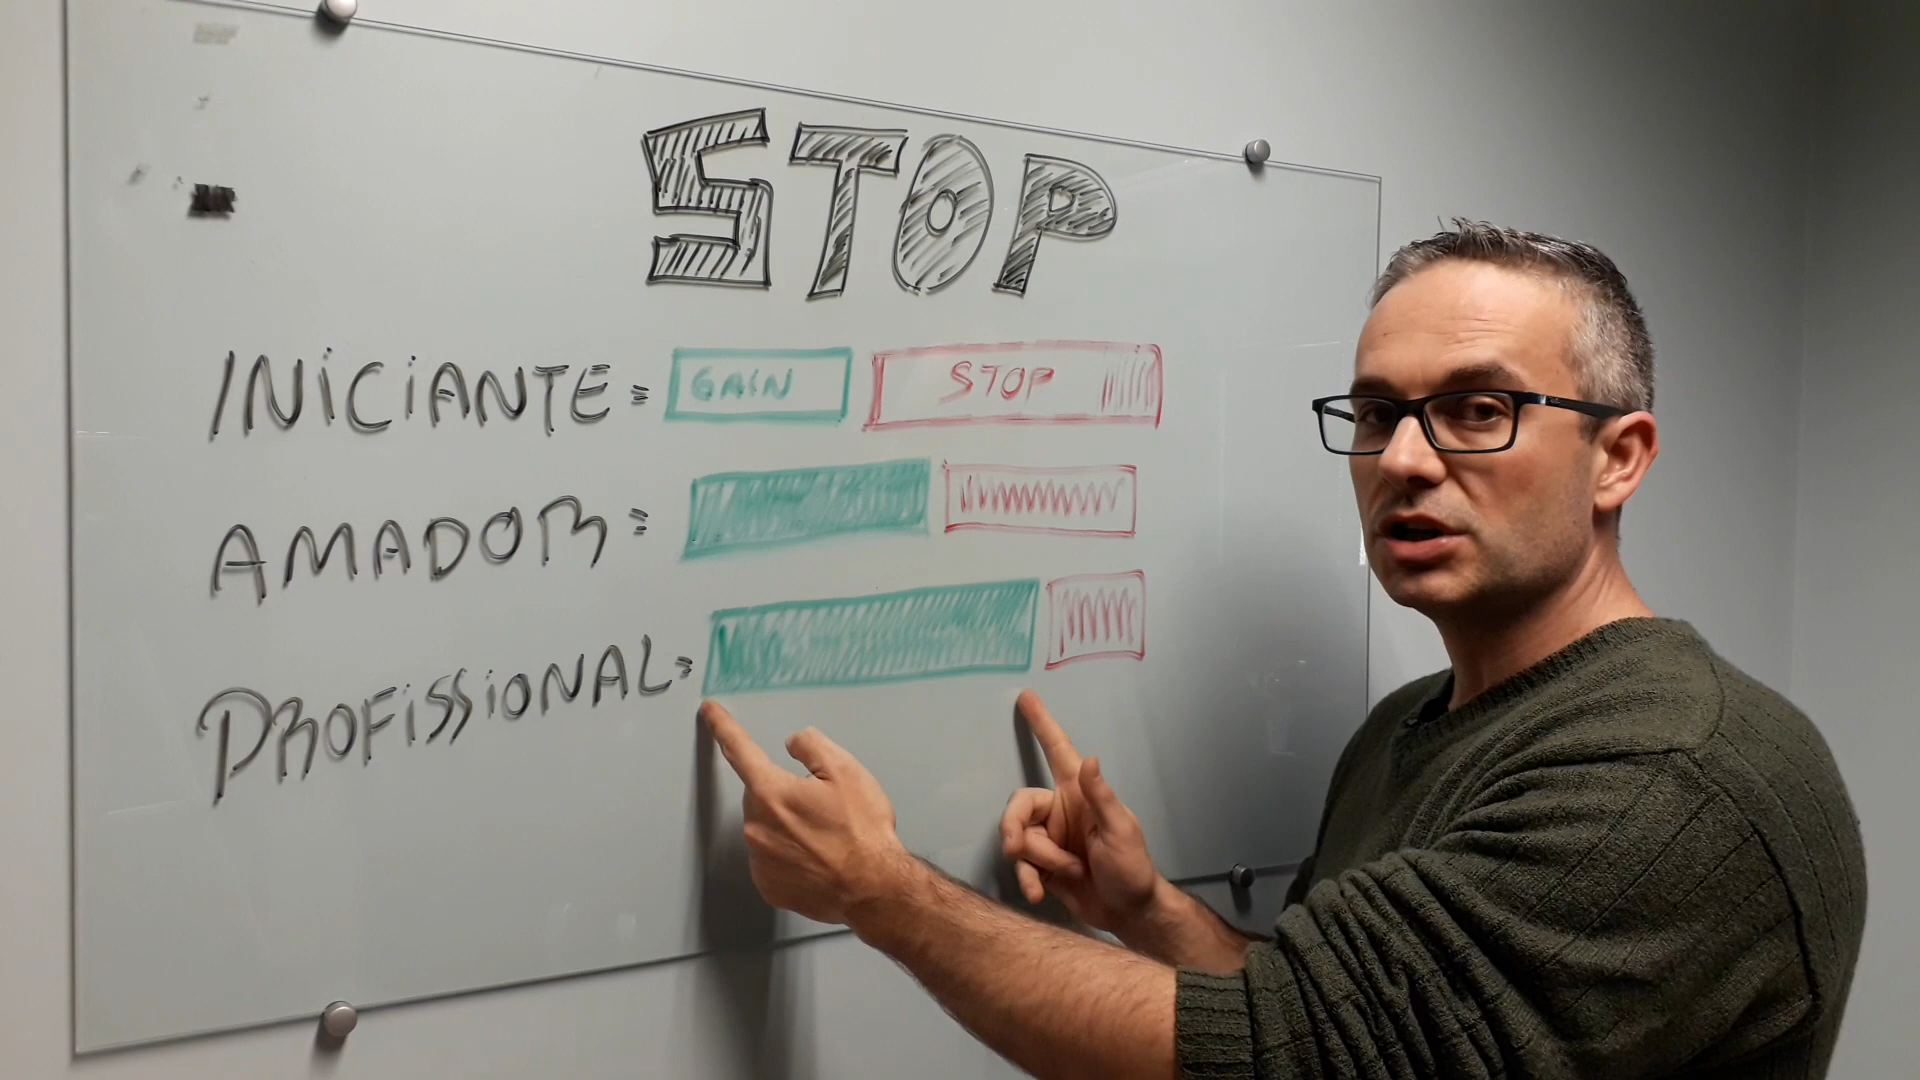 STOP
INICIANTE = GAIN STOP
AMADOR =
PROFISSIONAL =